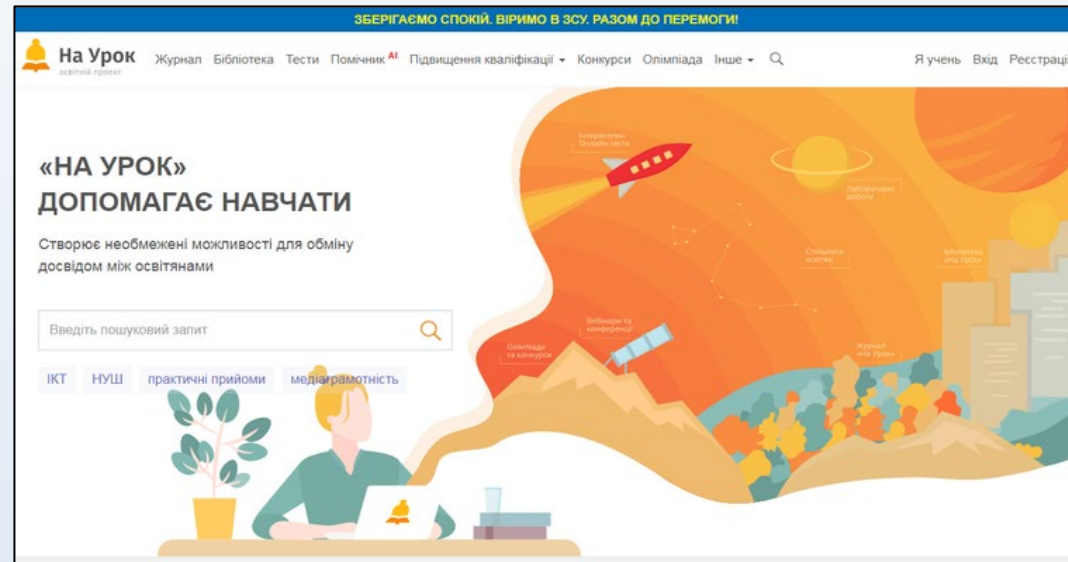 ЗБЕРІГАЄМО СПОКІЙ. ВІРИМО В ЗСУ. РАЗОМ ДО ПЕРЕМОГИ!
На Урок
освітній проект
Журнал Бібліотека Тести Помічник AI Підвищення кваліфікації Конкурси Олімпіада Інше
Я учень Вхід Реєстраці
«НА УРОК»
ДОПОМАГАЄ НАВЧАТИ
Створює необмежені можливості для обміну
досвідом між освітянами
Введіть пошуковий запит
ІКТ НУШ практичні прийоми медіаграмотність
Інтерактивні
Онлайн-тести
Лабораторні
роботи
Спільнота
освітян
Бібліотека
«На Урок»
Вебінари та
конференції
Олімпіада
та конкурси
Журнал
«На Урок»